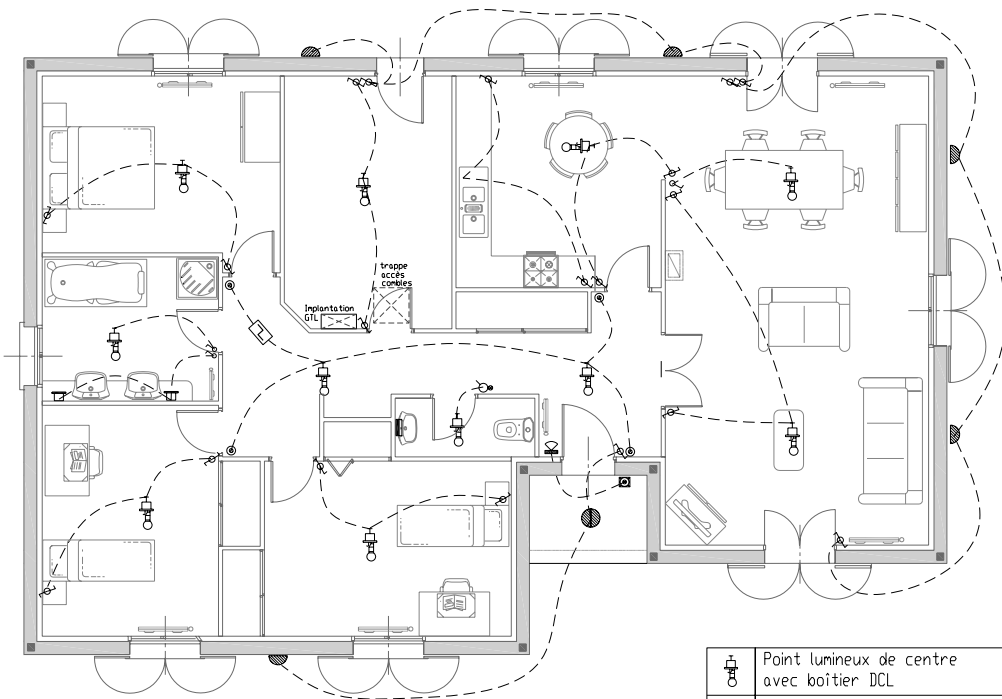 trappe
accès
combles
Implantation
GTL
Point lumineux de centre
avec boîtier DCL